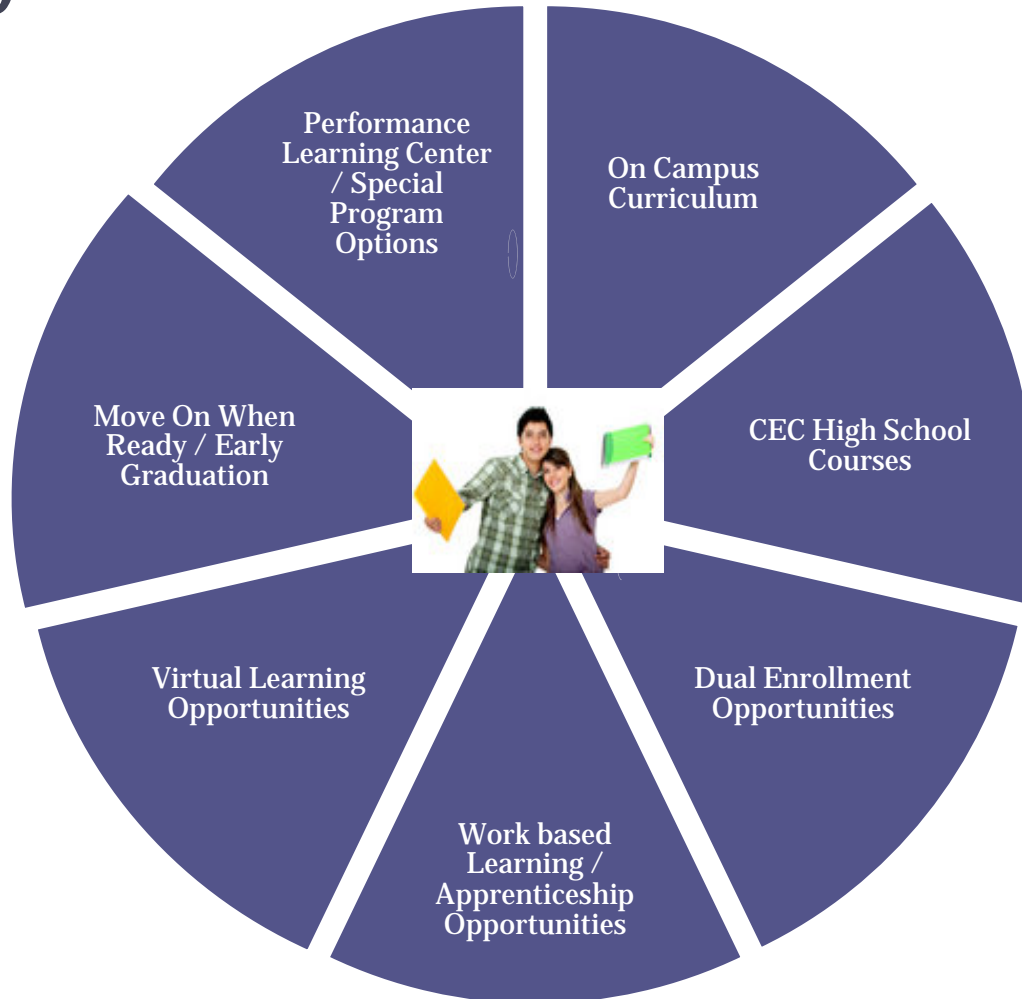 Performance
Learning Center
/ Special
Program
Options
On Campus
Curriculum
Move On When
Ready / Early
Graduation
CEC High School
Courses
Virtual Learning
Opportunities
Dual Enrollment
Opportunities
Work based
Learning /
Apprenticeship
Opportunities